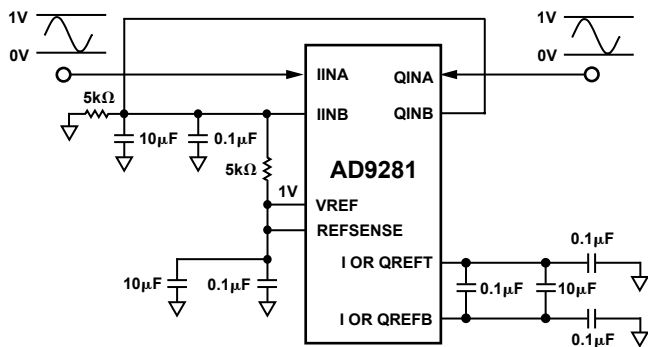 1V
0V
1V
0V
IINA
QINA
5kΩ
IINB
QINB
10µF
0.1µF
5kΩ
AD9281
1V
VREF
REFSENSE
0.1µF
I OR QREFT
10µF
0.1µF
0.1µF
10µF
I OR QREFB
0.1µF